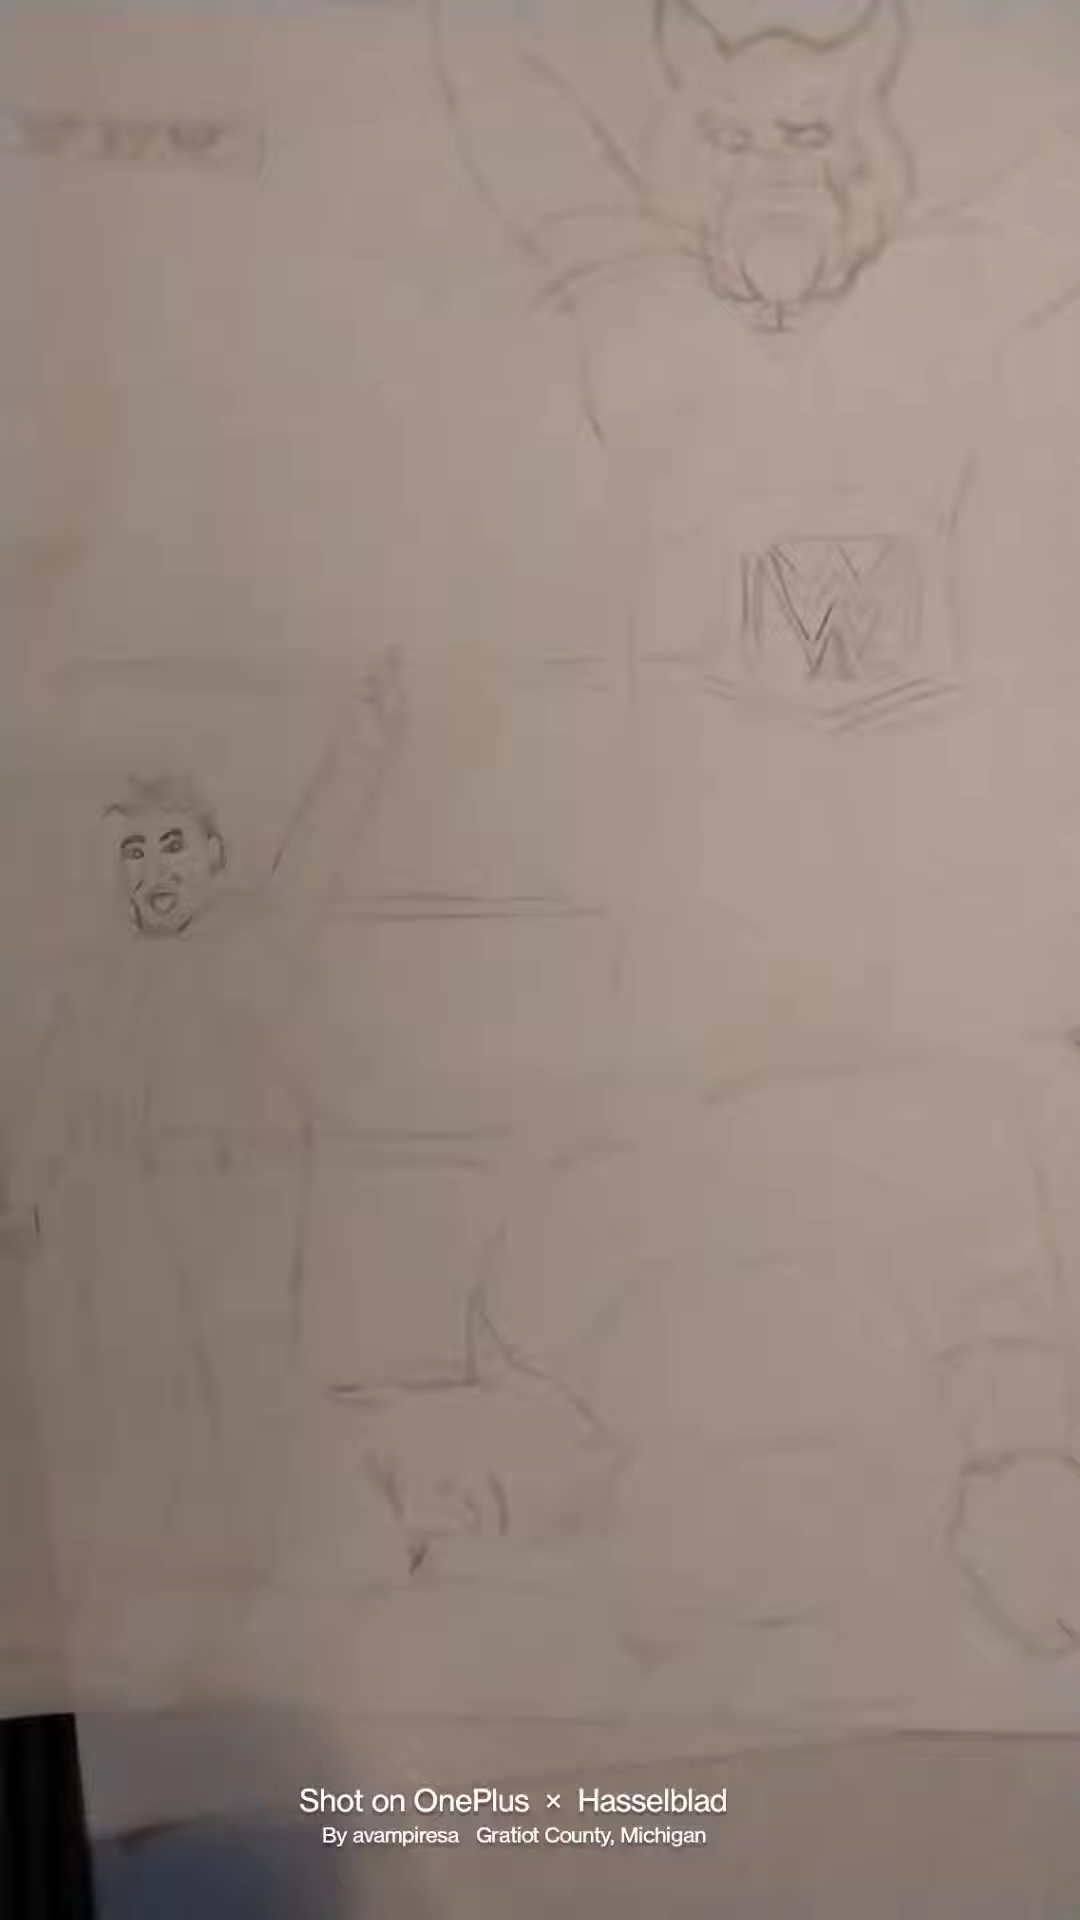 W
Shot on OnePlus × Hasselblad
By avampiresa Gratiot County, Michigan